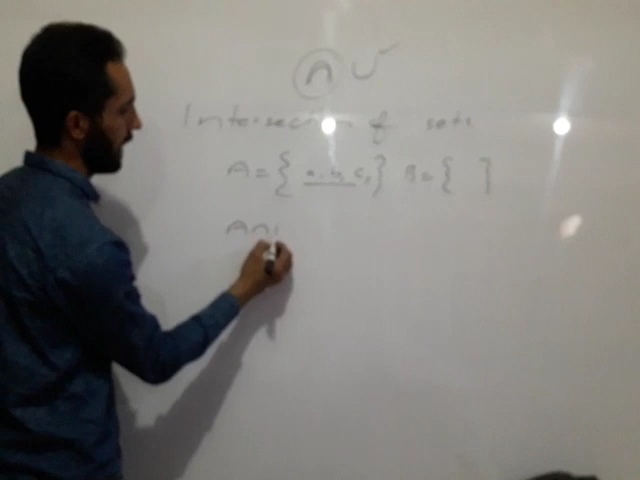 ∩ ∪
Intersection of sets
A = { a, b, c, } B = { }
A ∩